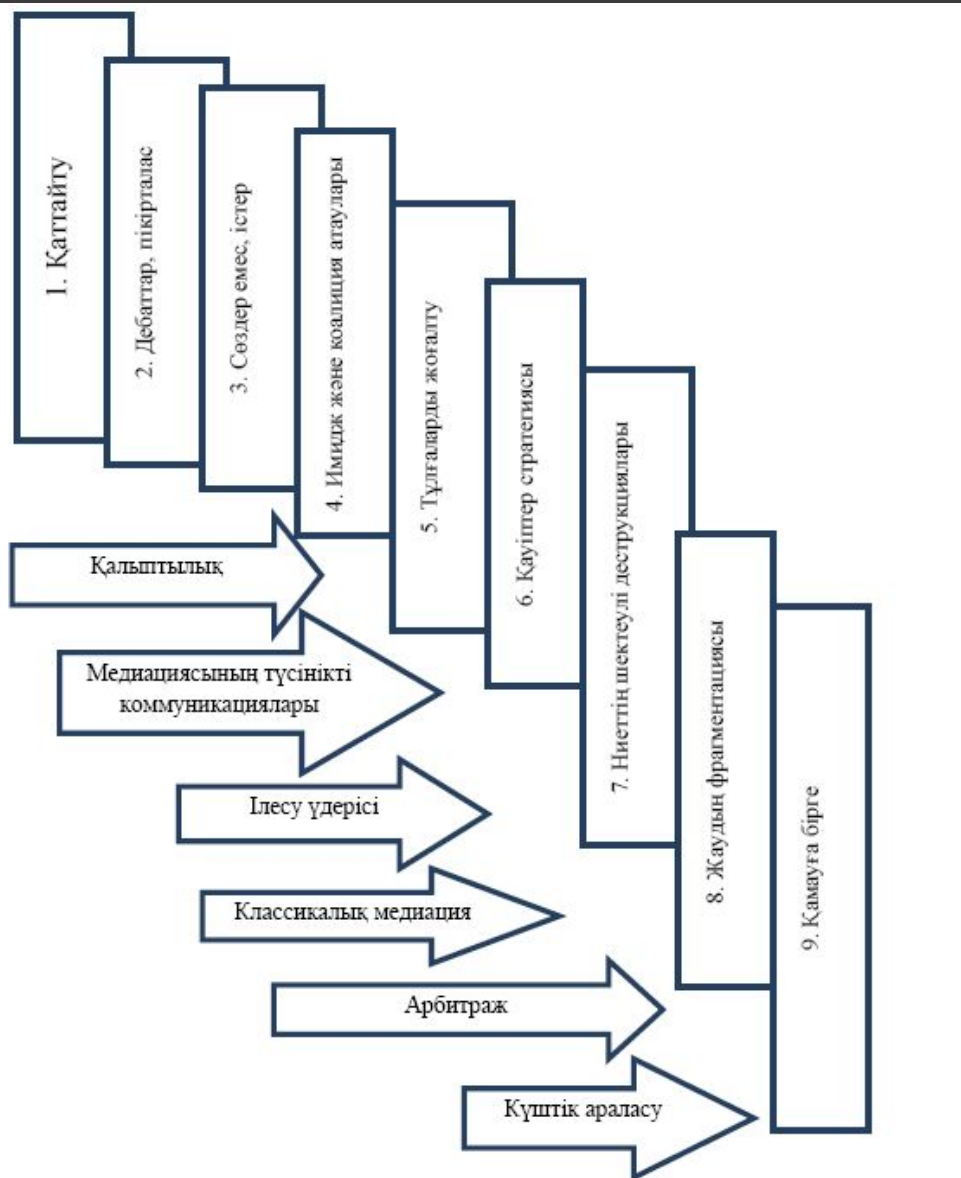 1. Қаттайту
2. Дебаттар, пікірталас
3. Сөздер емес, істер
4. Имидж және коалиция атаулары
5. Тұлғаларды жоғалту
6. Қауіптер стратегиясы
7. Ниеттің шектеулі деструкциялары
8. Жаудың фрагментациясы
9. Қамауға бірге
Қалыптылық
Медиациясының түсінікті
коммуникациялары
Ілесу үдерісі
Классикалық медиация
Арбитраж
Күштік араласу